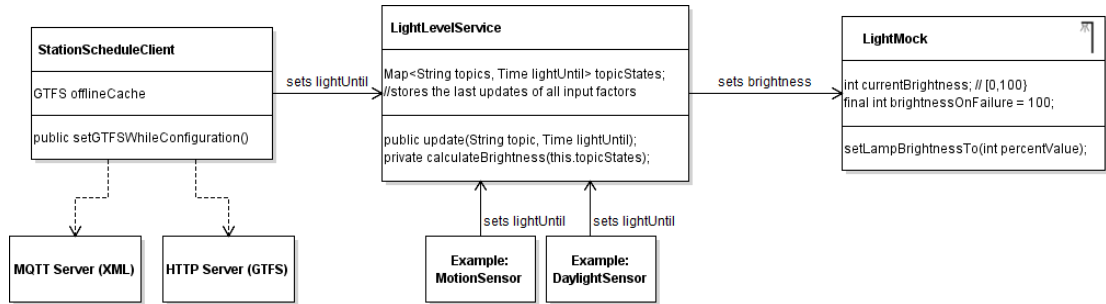 StationScheduleClient
GTFS offlineCache
public setGTFSWhileConfiguration()
sets lightUntil
LightLevelService
Map<String topics, Time lightUntil> topicStates;
//stores the last updates of all input factors
public update(String topic, Time lightUntil);
private calculateBrightness(this.topicStates);
sets brightness
LightMock
int currentBrightness; // [0,100}
final int brightnessOnFailure = 100;
setLampBrightnessTo(int percentValue);
sets lightUntil
sets lightUntil
MQTT Server (XML)
HTTP Server (GTFS)
Example:
MotionSensor
Example:
DaylightSensor